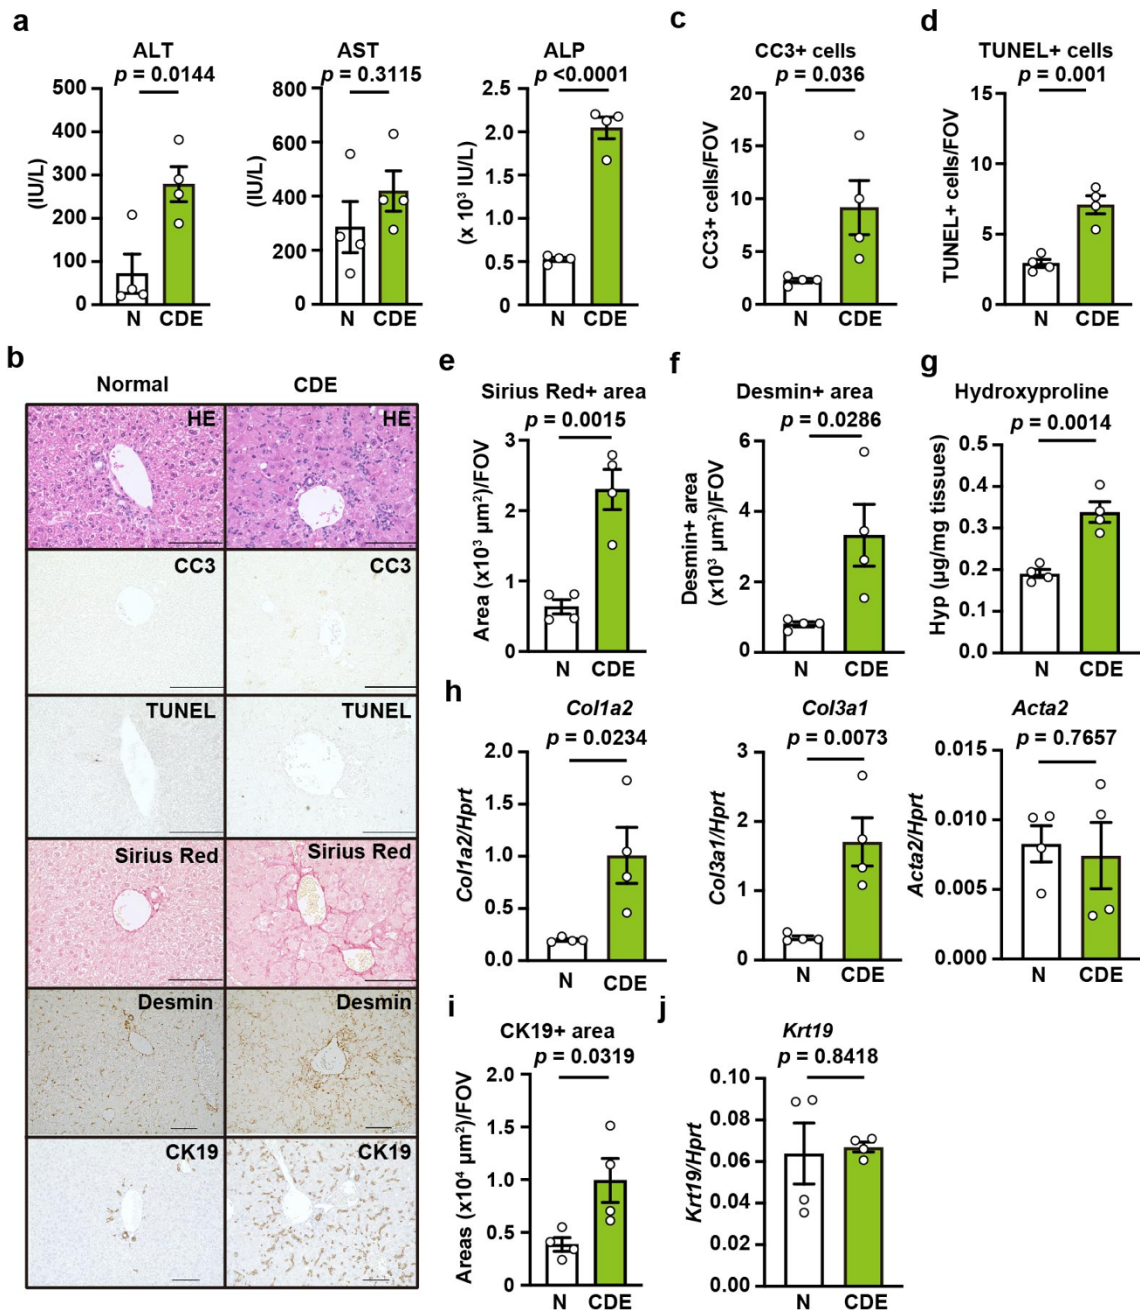 a
ALT
p = 0.0144
(IU/L)
500
400
300
200
100
0
N CDE
AST
p = 0.3115
(IU/L)
800
600
400
200
0
N CDE
ALP
p <0.0001
(x 10³ IU/L)
2.5
2.0
1.5
1.0
0.5
0
N CDE
c
CC3+ cells
p = 0.036
CC3+ cells/FOV
20
15
10
5
0
N CDE
d
TUNEL+ cells
p = 0.001
TUNEL+ cells/FOV
15
10
5
0
N CDE
b
Normal CDE
HE HE
CC3 CC3
TUNEL TUNEL
Sirius Red Sirius Red
Desmin Desmin
CK19 CK19
e
Sirius Red+ area
p = 0.0015
Area (x10³ µm²)/FOV
3
2
1
0
N CDE
f
Desmin+ area
p = 0.0286
Desmin+ area
(x10³ µm²)/FOV
6
4
2
0
N CDE
g
Hydroxyproline
p = 0.0014
Hyp (µg/mg tissues)
0.5
0.4
0.3
0.2
0.1
0.0
N CDE
h
Col1a2
p = 0.0234
Col1a2/Hprt
2.0
1.5
1.0
0.5
0.0
N CDE
Col3a1
p = 0.0073
Col3a1/Hprt
3
2
1
0
N CDE
Acta2
p = 0.7657
Acta2/Hprt
0.015
0.010
0.005
0.000
N CDE
i
CK19+ area
p = 0.0319
Areas (x10⁴ µm²)/FOV
2.0
1.5
1.0
0.5
0
N CDE
j
Krt19
p = 0.8418
Krt19/Hprt
0.10
0.08
0.06
0.04
0.02
0.00
N CDE